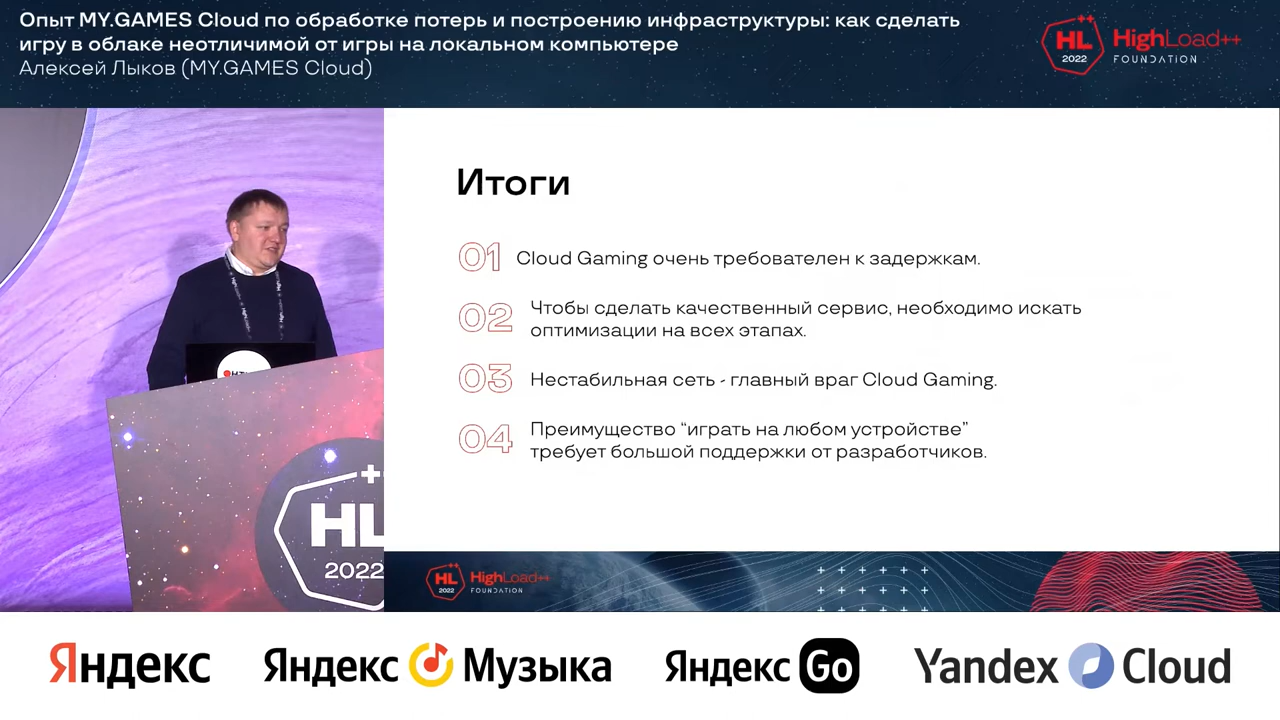 Опыт MY.GAMES Cloud по обработке потерь и построению инфраструктуры: как сделать
игру в облаке неотличимой от игры на локальном компьютере
Алексей Лыков (MY.GAMES Cloud)
HL
2022
HighLoad++
FOUNDATION
Итоги
01 Cloud Gaming очень требователен к задержкам.
02 Чтобы сделать качественный сервис, необходимо искать
оптимизации на всех этапах.
03 Нестабильная сеть - главный враг Cloud Gaming.
04 Преимущество “играть на любом устройстве”
требует большой поддержки от разработчиков.
HL
2022
HL
2022
HighLoad++
FOUNDATION
Яндекс
Яндекс Музыка
Яндекс Go
Yandex Cloud